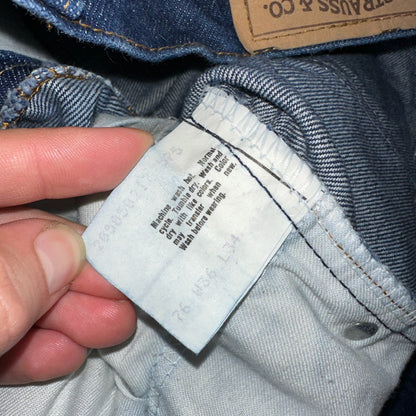 STRAUSS & CO.
Machine wash hot. Normal
cycle. Tumble dry. Wash and
dry with like colors. Color
may transfer when new.
Wash before wearing.
W36 L34